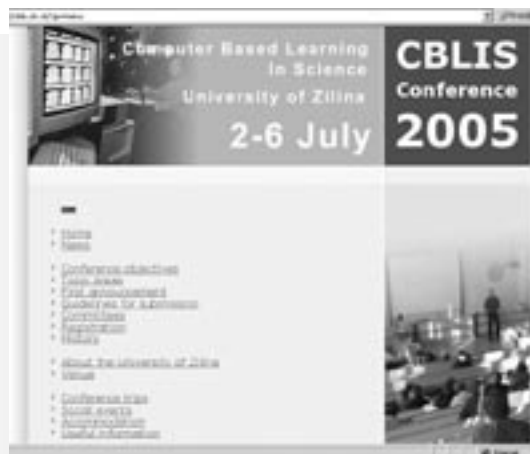 Computer Based Learning
in Science
University of Zilina
2-6 July
CBLIS
Conference
2005
Home
News
Conference objectives
Topic areas
First announcement
Guidelines for submission
Committees
Registration
History
About the University of Zilina
Venue
Conference trips
Social events
Accommodation
Useful information